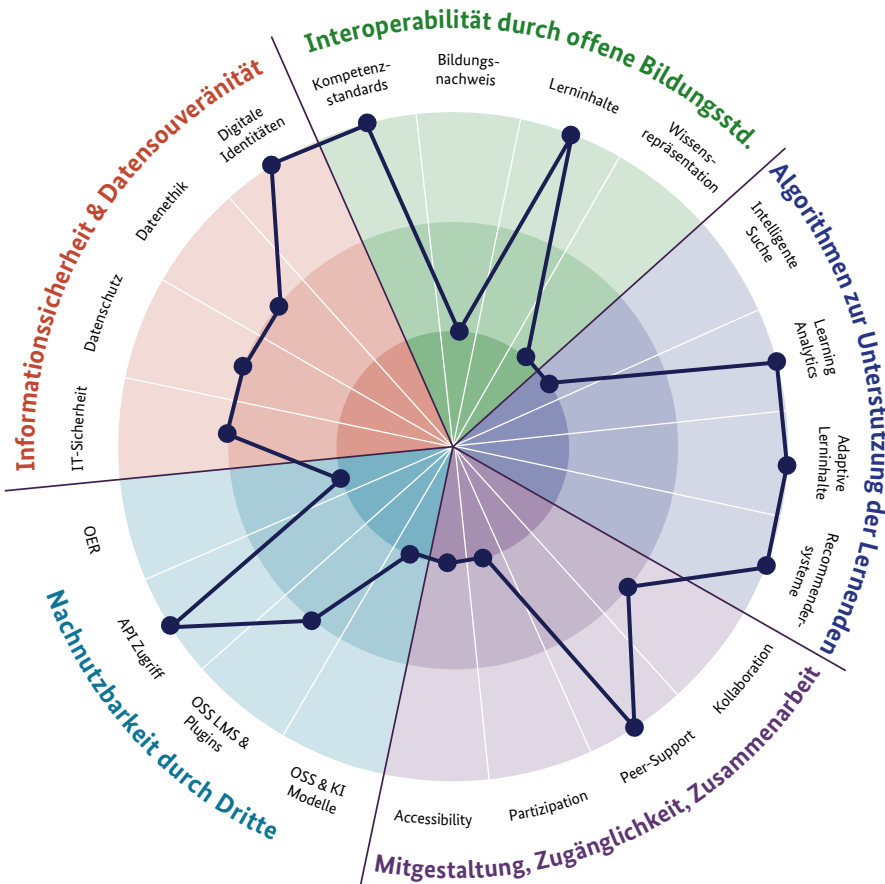 Interoperabilität durch offene Bildungsstd.
Kompetenz-
standards
Bildungs-
nachweis
Lerninhalte
Wissens-
repräsentation
Algorithmen zur Unterstützung der Lernenden
Intelligente
Suche
Learning
Analytics
Adaptive
Lerninhalte
Recommender-
systeme
Mitgestaltung, Zugänglichkeit, Zusammenarbeit
Kollaboration
Peer-Support
Partizipation
Accessibility
Nachnutzbarkeit durch Dritte
OSS & KI
Modelle
OSS LMS &
Plugins
API Zugriff
OER
Informationssicherheit & Datensouveränität
IT-Sicherheit
Datenschutz
Datenethik
Digitale
Identitäten